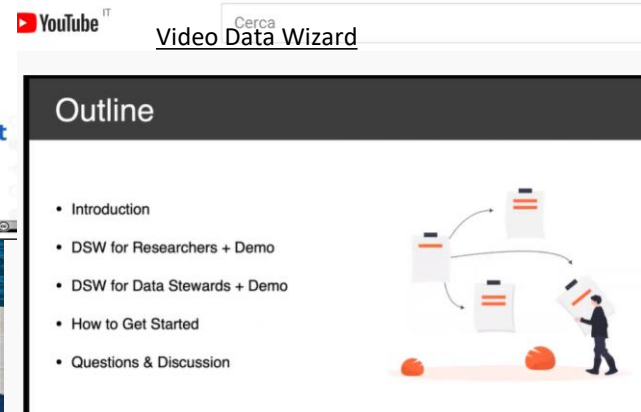 YouTube IT
Cerca
Video Data Wizard
t
Outline
• Introduction
• DSW for Researchers + Demo
• DSW for Data Stewards + Demo
• How to Get Started
• Questions & Discussion